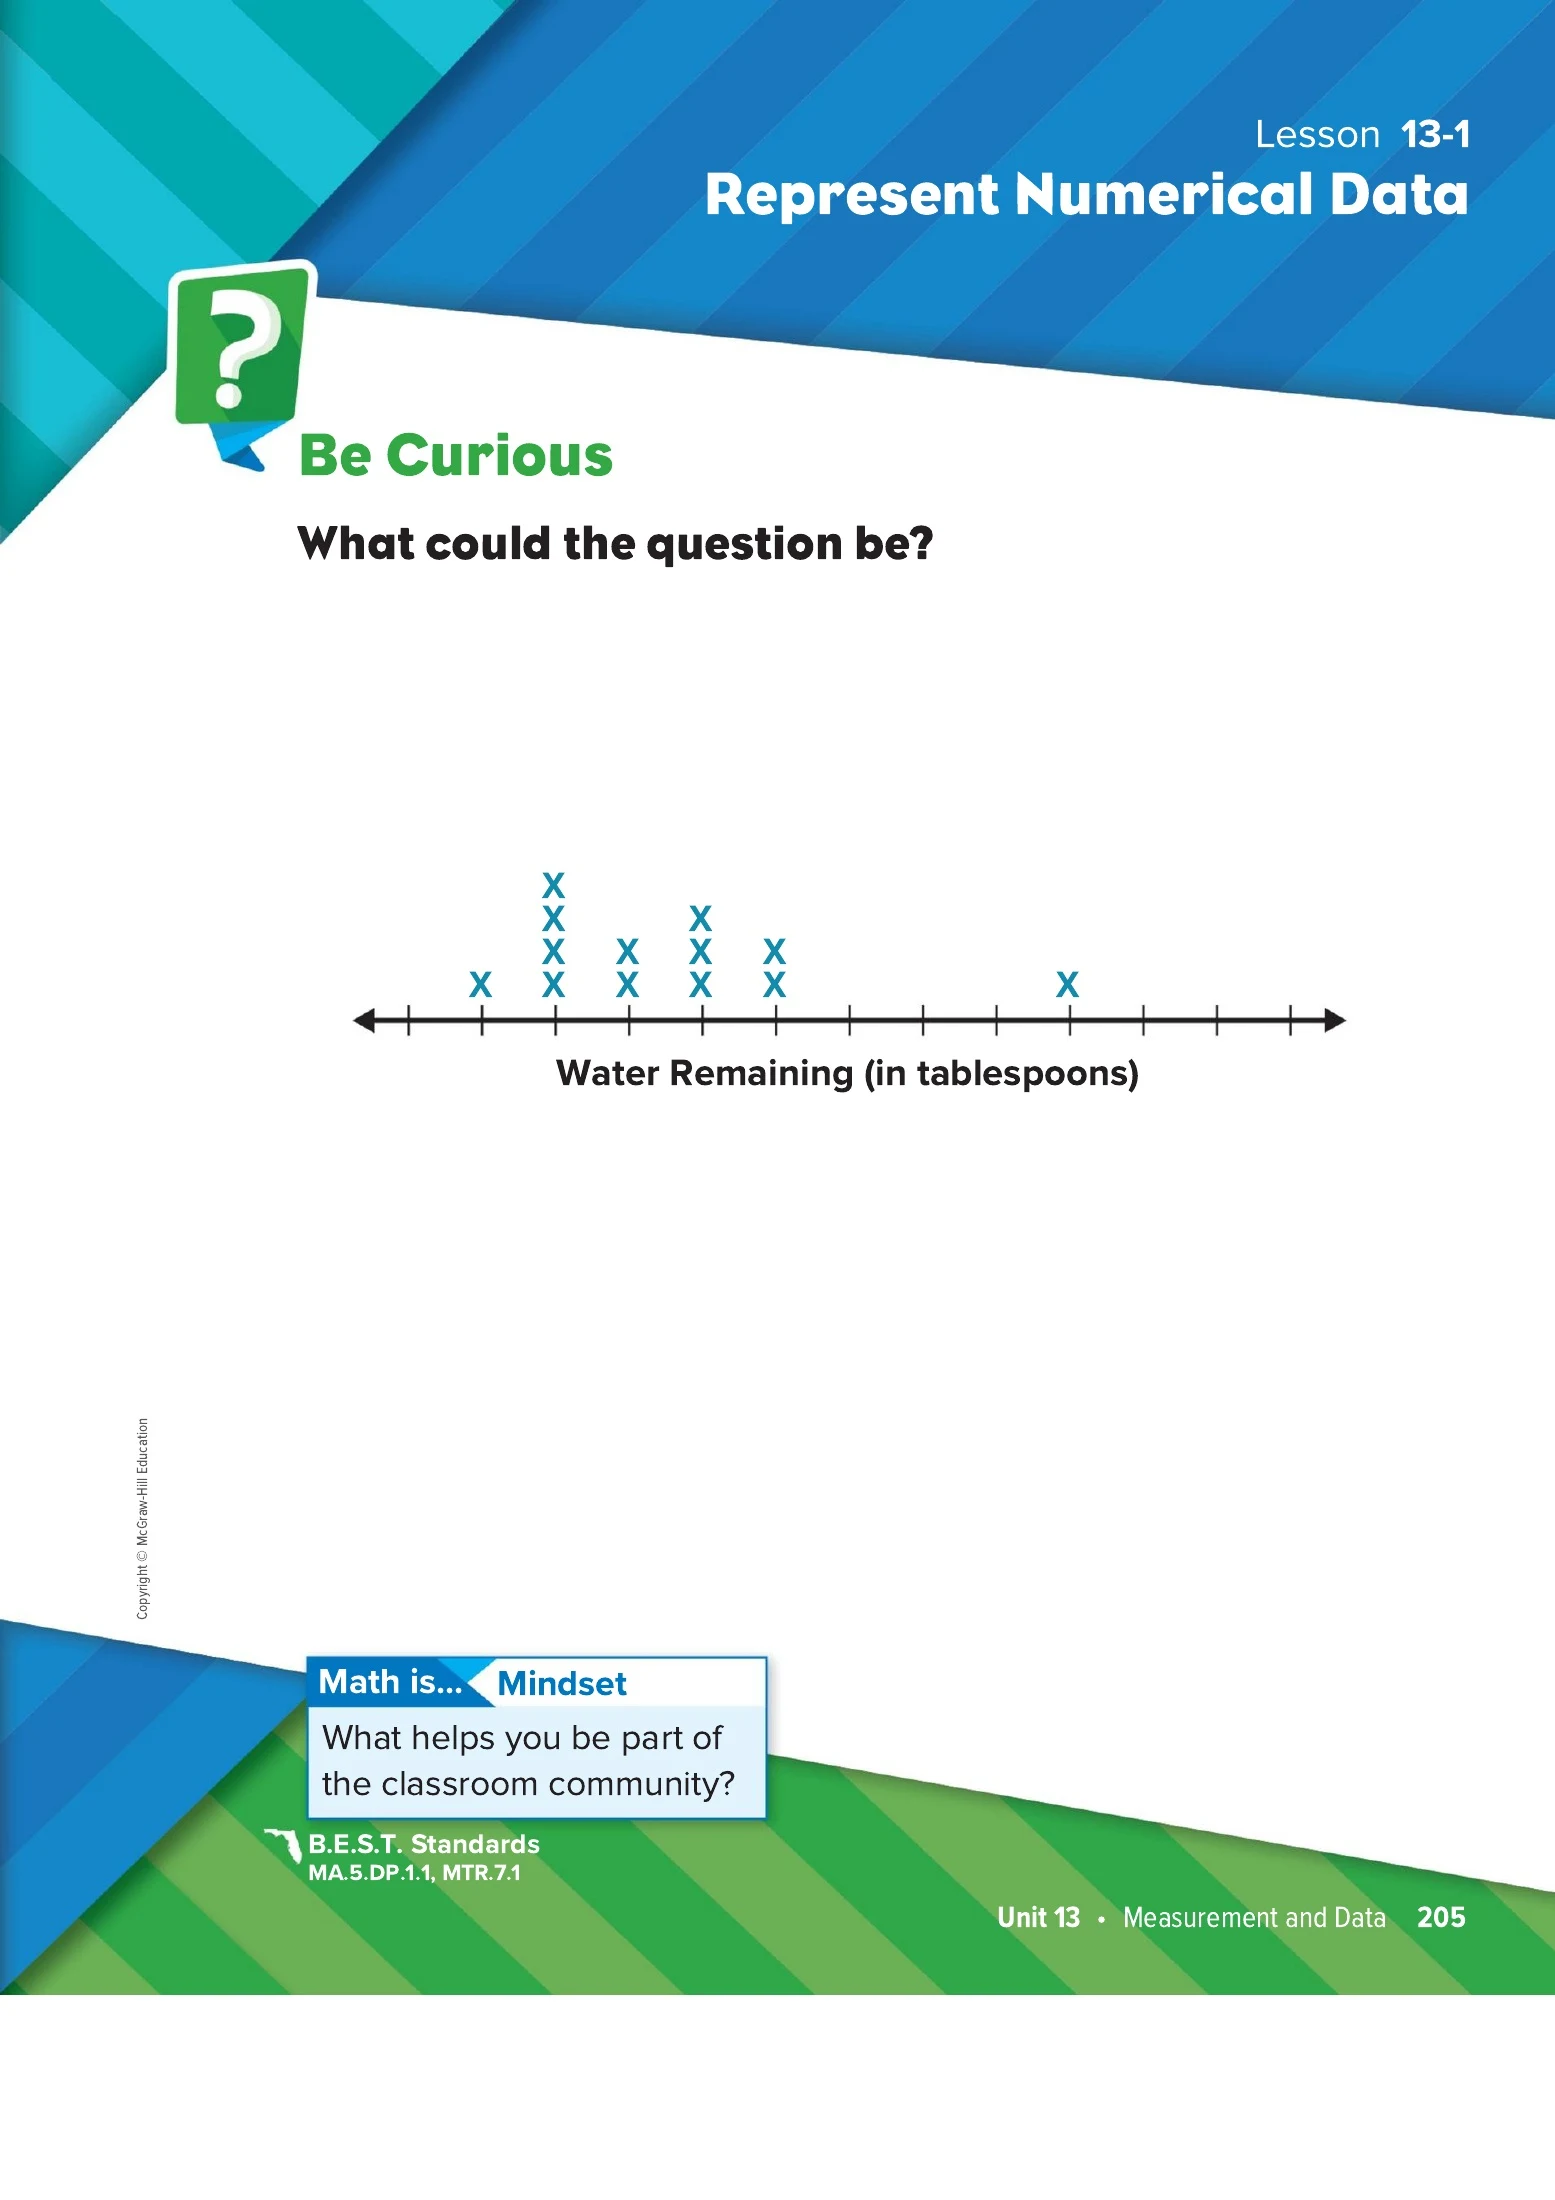 Lesson 13-1
Represent Numerical Data
?
Be Curious
What could the question be?
X
X X
X X X X
X X X X X X
Water Remaining (in tablespoons)
Copyright © McGraw-Hill Education
Math is... Mindset
What helps you be part of
the classroom community?
B.E.S.T. Standards
MA.5.DP.1.1, MTR.7.1
Unit 13 • Measurement and Data 205